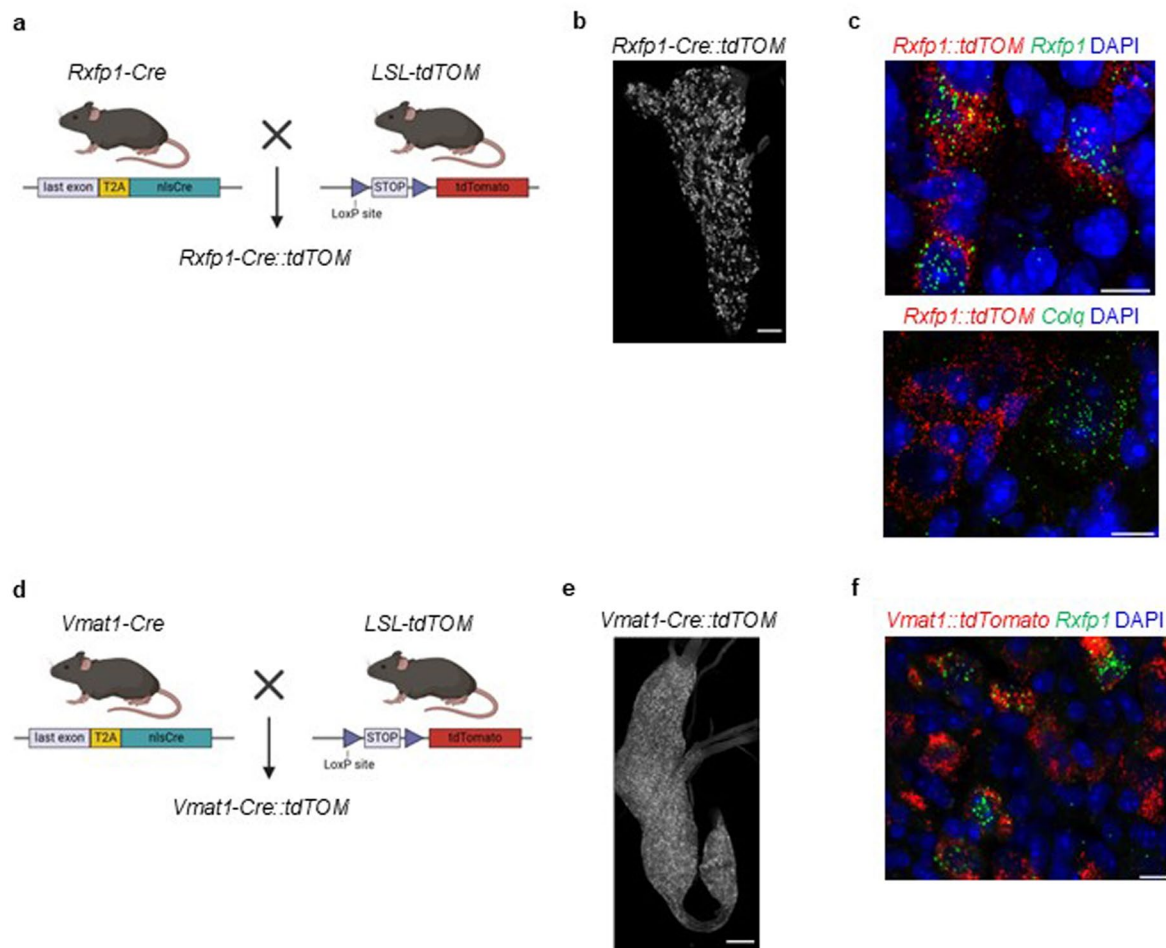 a
Rxfp1-Cre
LSL-tdTOM
last exon T2A nlsCre
STOP tdTomato
LoxP site
Rxfp1-Cre::tdTOM
b
Rxfp1-Cre::tdTOM
c
Rxfp1::tdTOM Rxfp1 DAPI
Rxfp1::tdTOM Colq DAPI
d
Vmat1-Cre
LSL-tdTOM
last exon T2A nlsCre
STOP tdTomato
LoxP site
Vmat1-Cre::tdTOM
e
Vmat1-Cre::tdTOM
f
Vmat1::tdTomato Rxfp1 DAPI